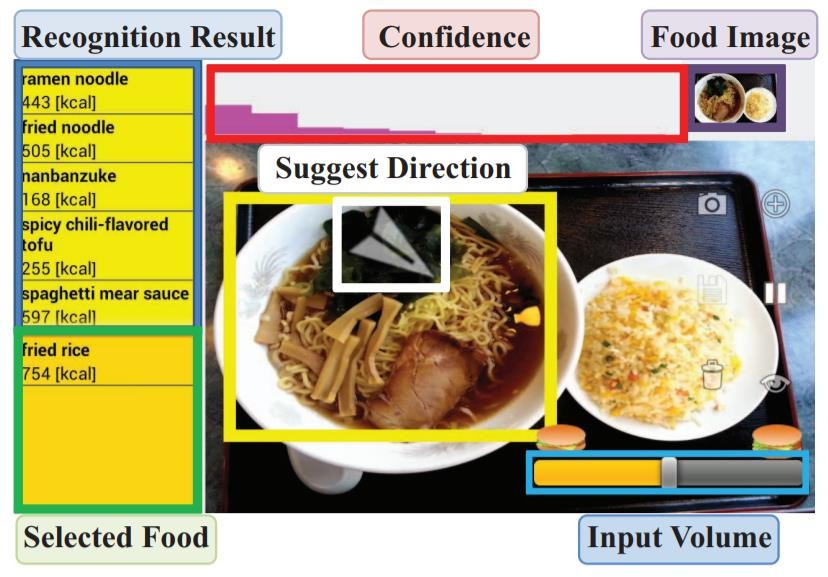 Recognition Result
Confidence
Food Image
ramen noodle
443 [kcal]
fried noodle
505 [kcal]
nanbanzuke
168 [kcal]
spicy chili-flavored
tofu
255 [kcal]
spaghetti mear sauce
597 [kcal]
fried rice
754 [kcal]
Suggest Direction
Selected Food
Input Volume